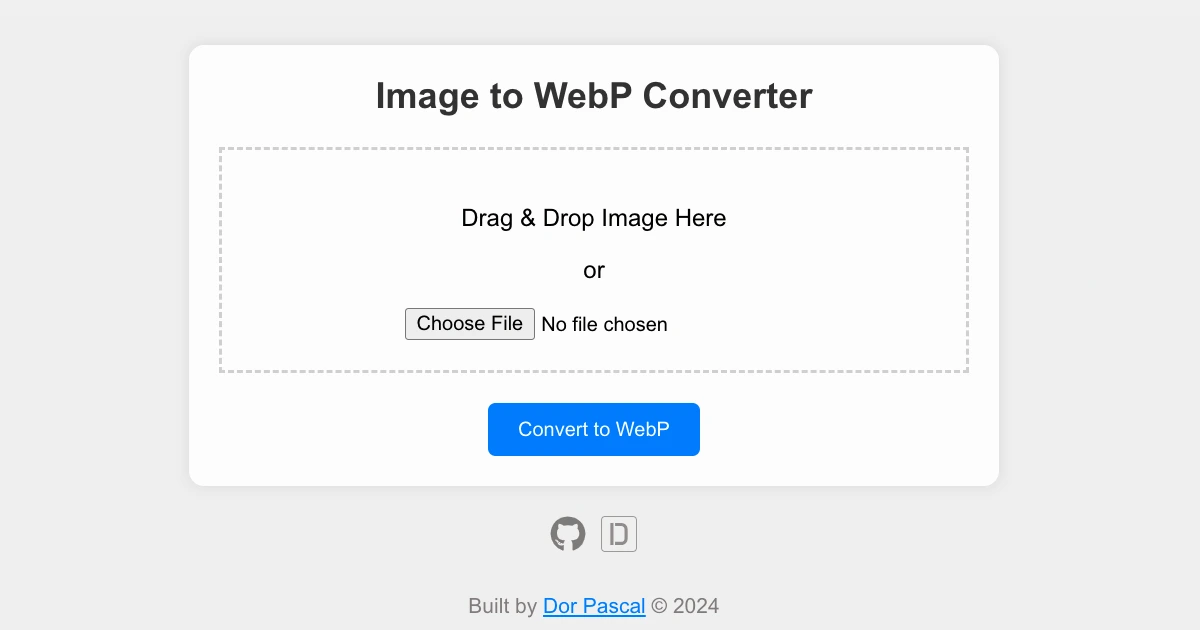 Image to WebP Converter
Drag & Drop Image Here
or
Choose File No file chosen
Convert to WebP
D
Built by Dor Pascal © 2024